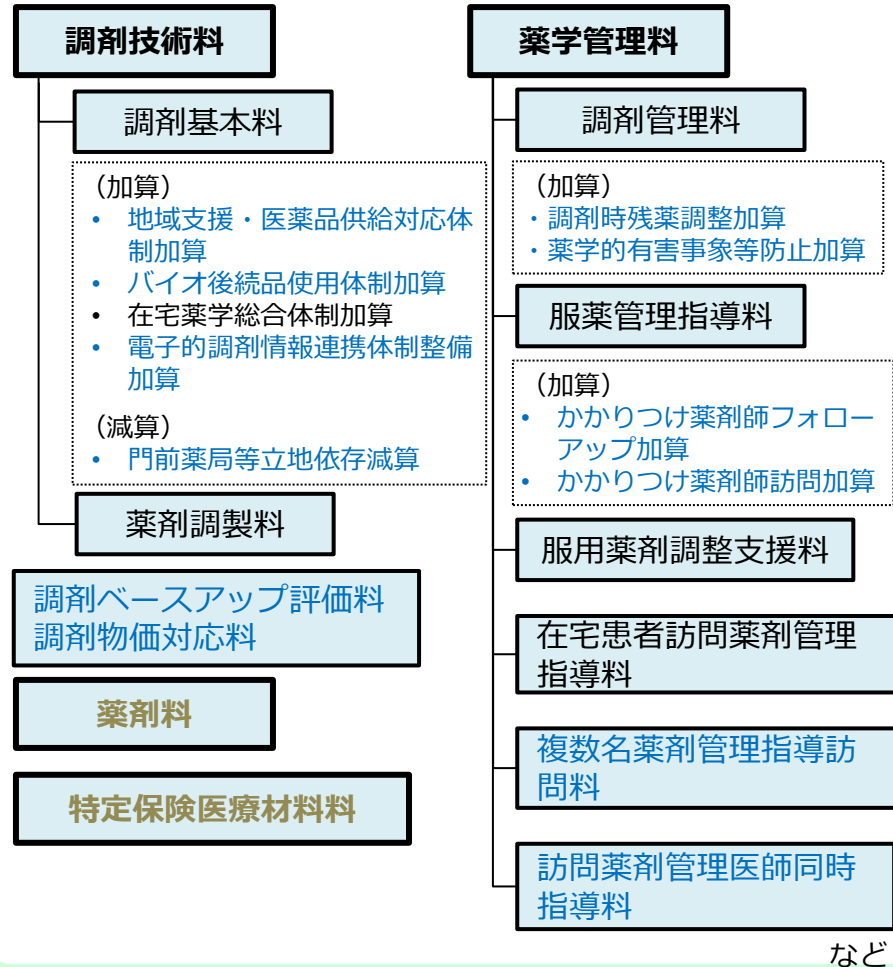 調剤技術料
調剤基本料
（加算）
• 地域支援・医薬品供給対応体
制加算
• バイオ後続品使用体制加算
• 在宅薬学総合体制加算
• 電子的調剤情報連携体制整備
加算
（減算）
• 門前薬局等立地依存減算
薬剤調製料
調剤ベースアップ評価料
調剤物価対応料
薬剤料
特定保険医療材料料
薬学管理料
調剤管理料
（加算）
・調剤時残薬調整加算
・薬学的有害事象等防止加算
服薬管理指導料
（加算）
• かかりつけ薬剤師フォロー
アップ加算
• かかりつけ薬剤師訪問加算
服用薬剤調整支援料
在宅患者訪問薬剤管理
指導料
複数名薬剤管理指導訪
問料
訪問薬剤管理医師同時
指導料
など